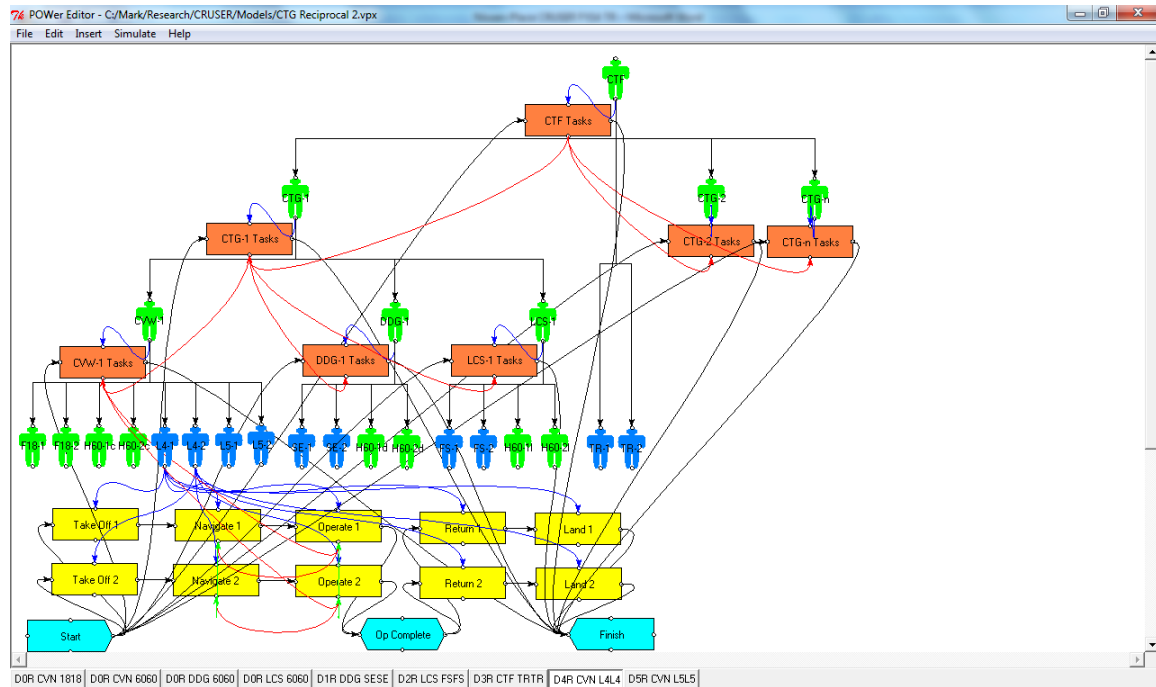 POWer Editor - C:/Mark/Research/CRUSER/Models/CTG Reciprocal 2.vpx
File Edit Insert Simulate Help
CTF
CTF Tasks
CTG-1 CTG-2 CTG-n
CTG-1 Tasks CTG-2 Tasks CTG-n Tasks
CVW-1 DDG-1 LCS-1
CVW-1 Tasks DDG-1 Tasks LCS-1 Tasks
F18-1 F18-2 H60-1c H60-2c L4-1 L4-2 L5-1 L5-2 SE-1 SE-2 H60-1d H60-2d FS-1 FS-2 H60-1l H60-2l TR-1 TR-2
Take Off 1 Navigate 1 Operate 1 Return 1 Land 1
Take Off 2 Navigate 2 Operate 2 Return 2 Land 2
Start Op Complete Finish
D0R CVN 1818 D0R CVN 6060 D0R DDG 6060 D0R LCS 6060 D1R DDG SESE D2R LCS FSFS D3R CTF TRTR D4R CVN L4L4 D5R CVN L5L5